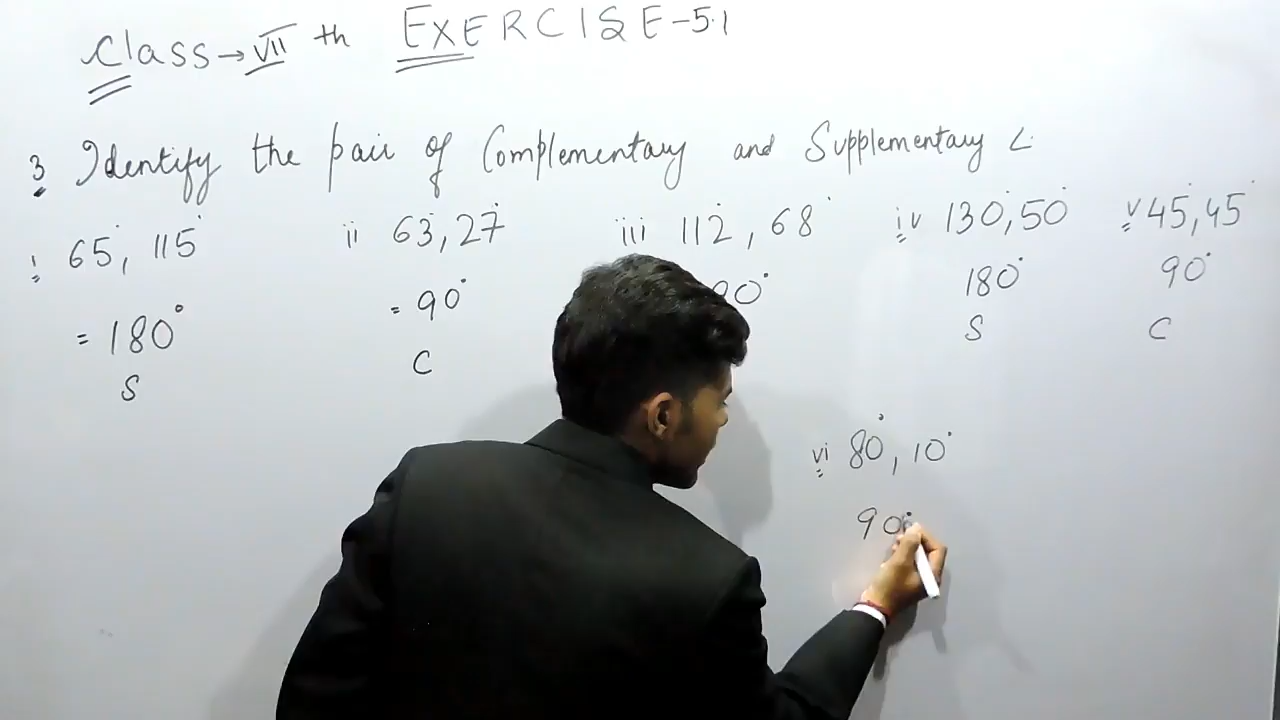 Class → VII th EXERCISE-5.1
3 Identify the pair of Complementary and Supplementary ∠.
i 65°, 115°
= 180°
S
ii 63°, 27°
= 90°
C
iii 112°, 68°
iv 130°, 50°
180°
S
v 45°, 45°
90°
C
vi 80°, 10°
90°